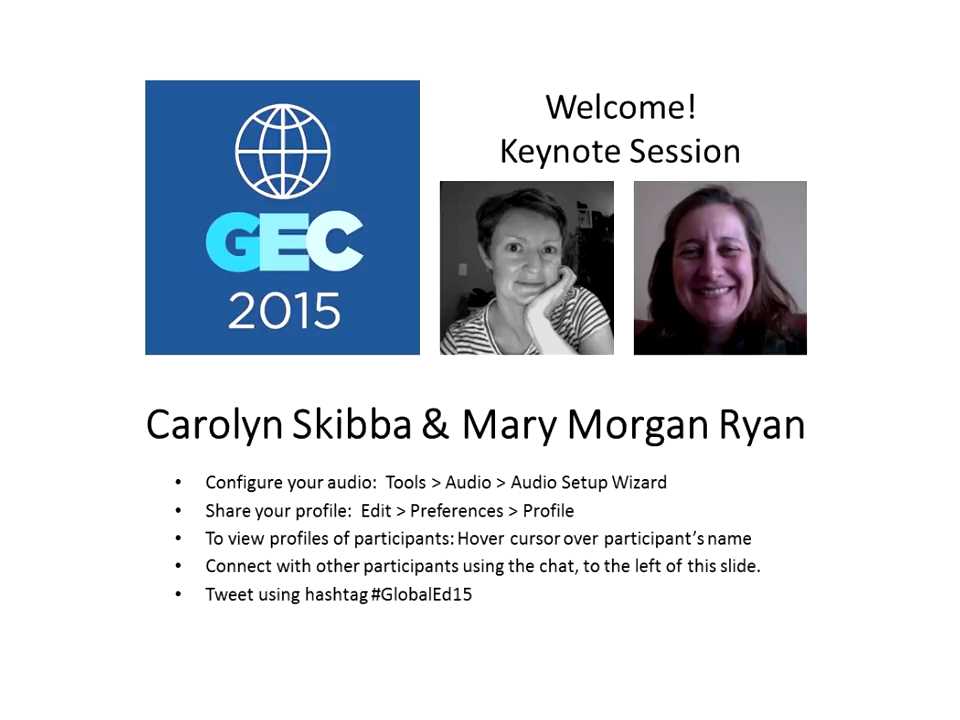 Welcome!
Keynote Session
GEC
2015
Carolyn Skibba & Mary Morgan Ryan
• Configure your audio: Tools > Audio > Audio Setup Wizard
• Share your profile: Edit > Preferences > Profile
• To view profiles of participants: Hover cursor over participant’s name
• Connect with other participants using the chat, to the left of this slide.
• Tweet using hashtag #GlobalEd15